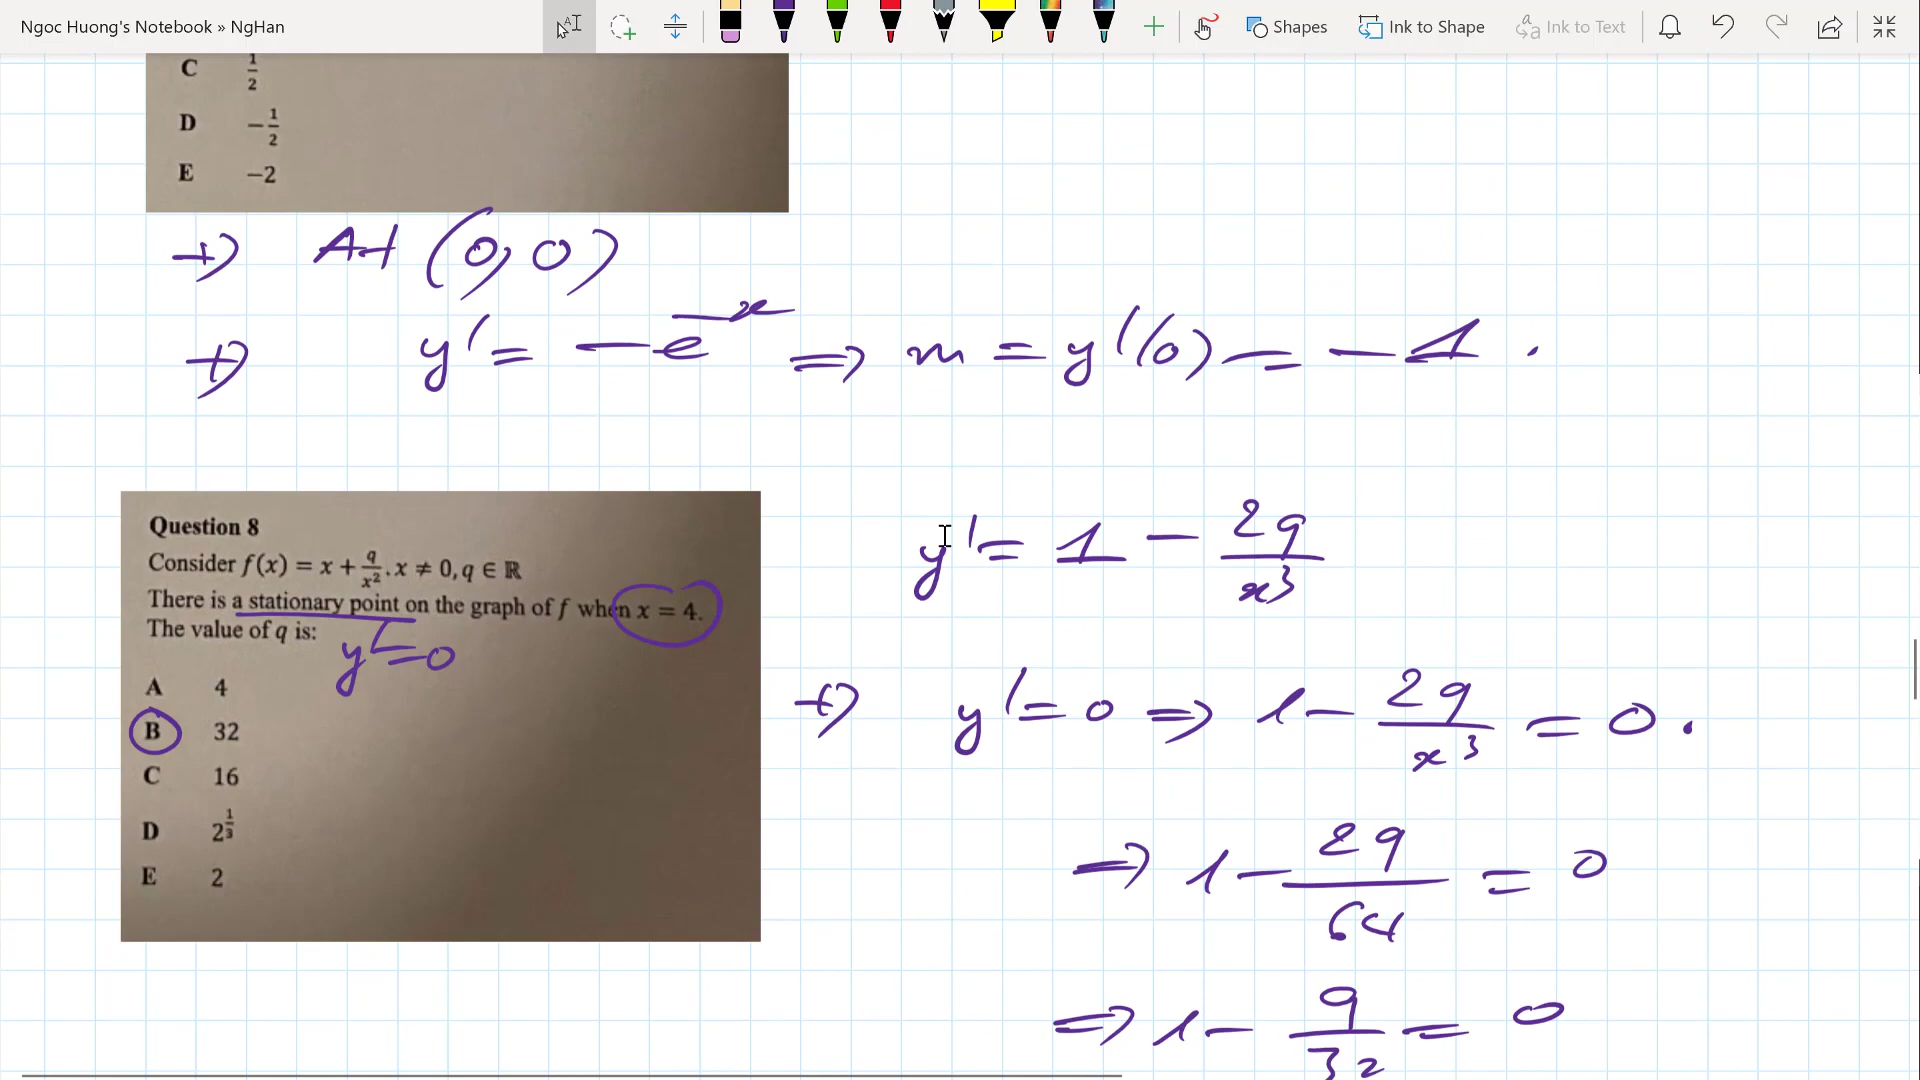 Ngoc Huong's Notebook » NgHan
Shapes
Ink to Shape
Ink to Text
C 1/2
D −1/2
E −2
+) At (0, 0)
+) y' = −e^−x => m = y'(0) = −1.
Question 8
Consider f(x) = x + q/x². x ≠ 0, q ∈ ℝ
There is a stationary point on the graph of f when x = 4.
The value of q is:
y' = 0
A 4
B 32
C 16
D 2^1/3
E 2
y' = 1 − 2q/x³
+) y' = 0 => 1 − 2q/x³ = 0.
=> 1 − 2q/64 = 0
=> 1 − q/32 = 0